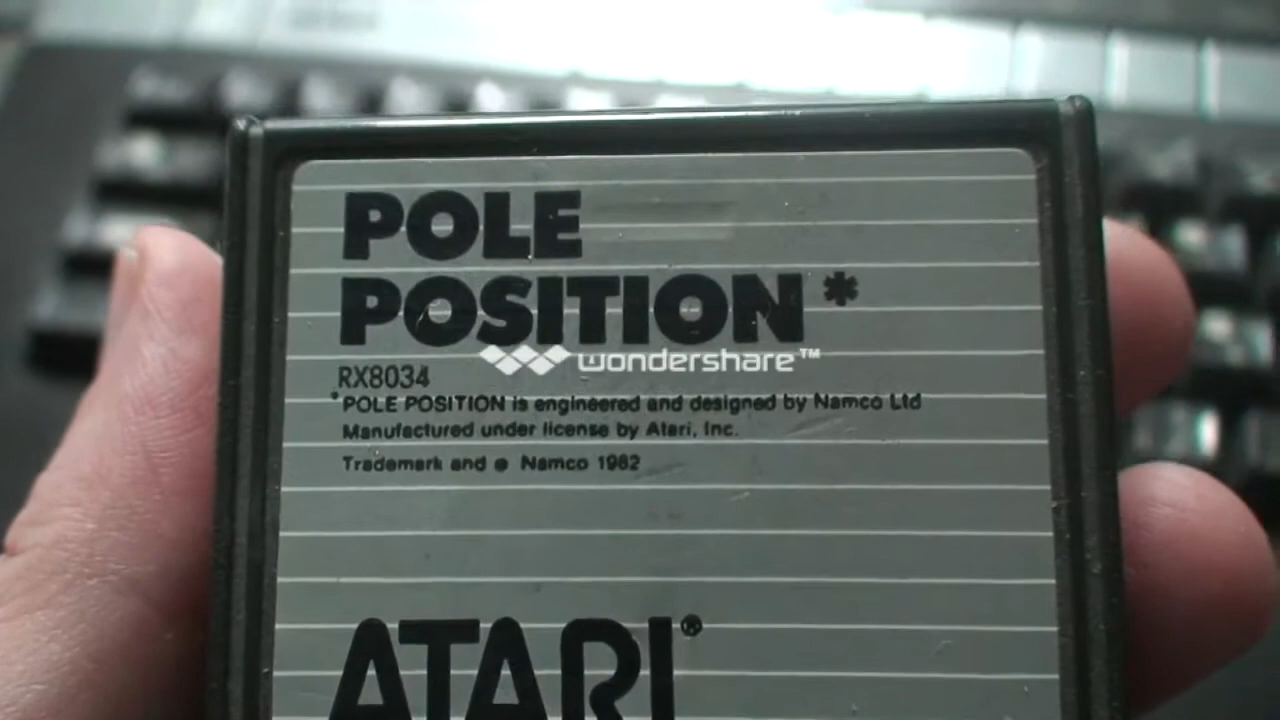 POLE
POSITION*
wondershare™
RX8034
*POLE POSITION is engineered and designed by Namco Ltd
Manufactured under license by Atari, Inc.
Trademark and © Namco 1982
ATARI®